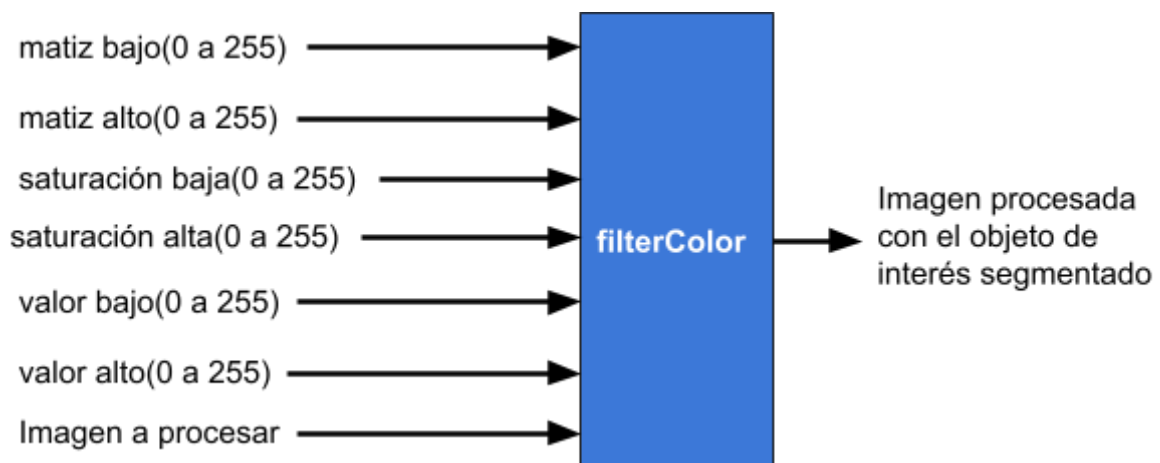 matiz bajo(0 a 255)
matiz alto(0 a 255)
saturación baja(0 a 255)
saturación alta(0 a 255)
valor bajo(0 a 255)
valor alto(0 a 255)
Imagen a procesar
filterColor
Imagen procesada
con el objeto de
interés segmentado